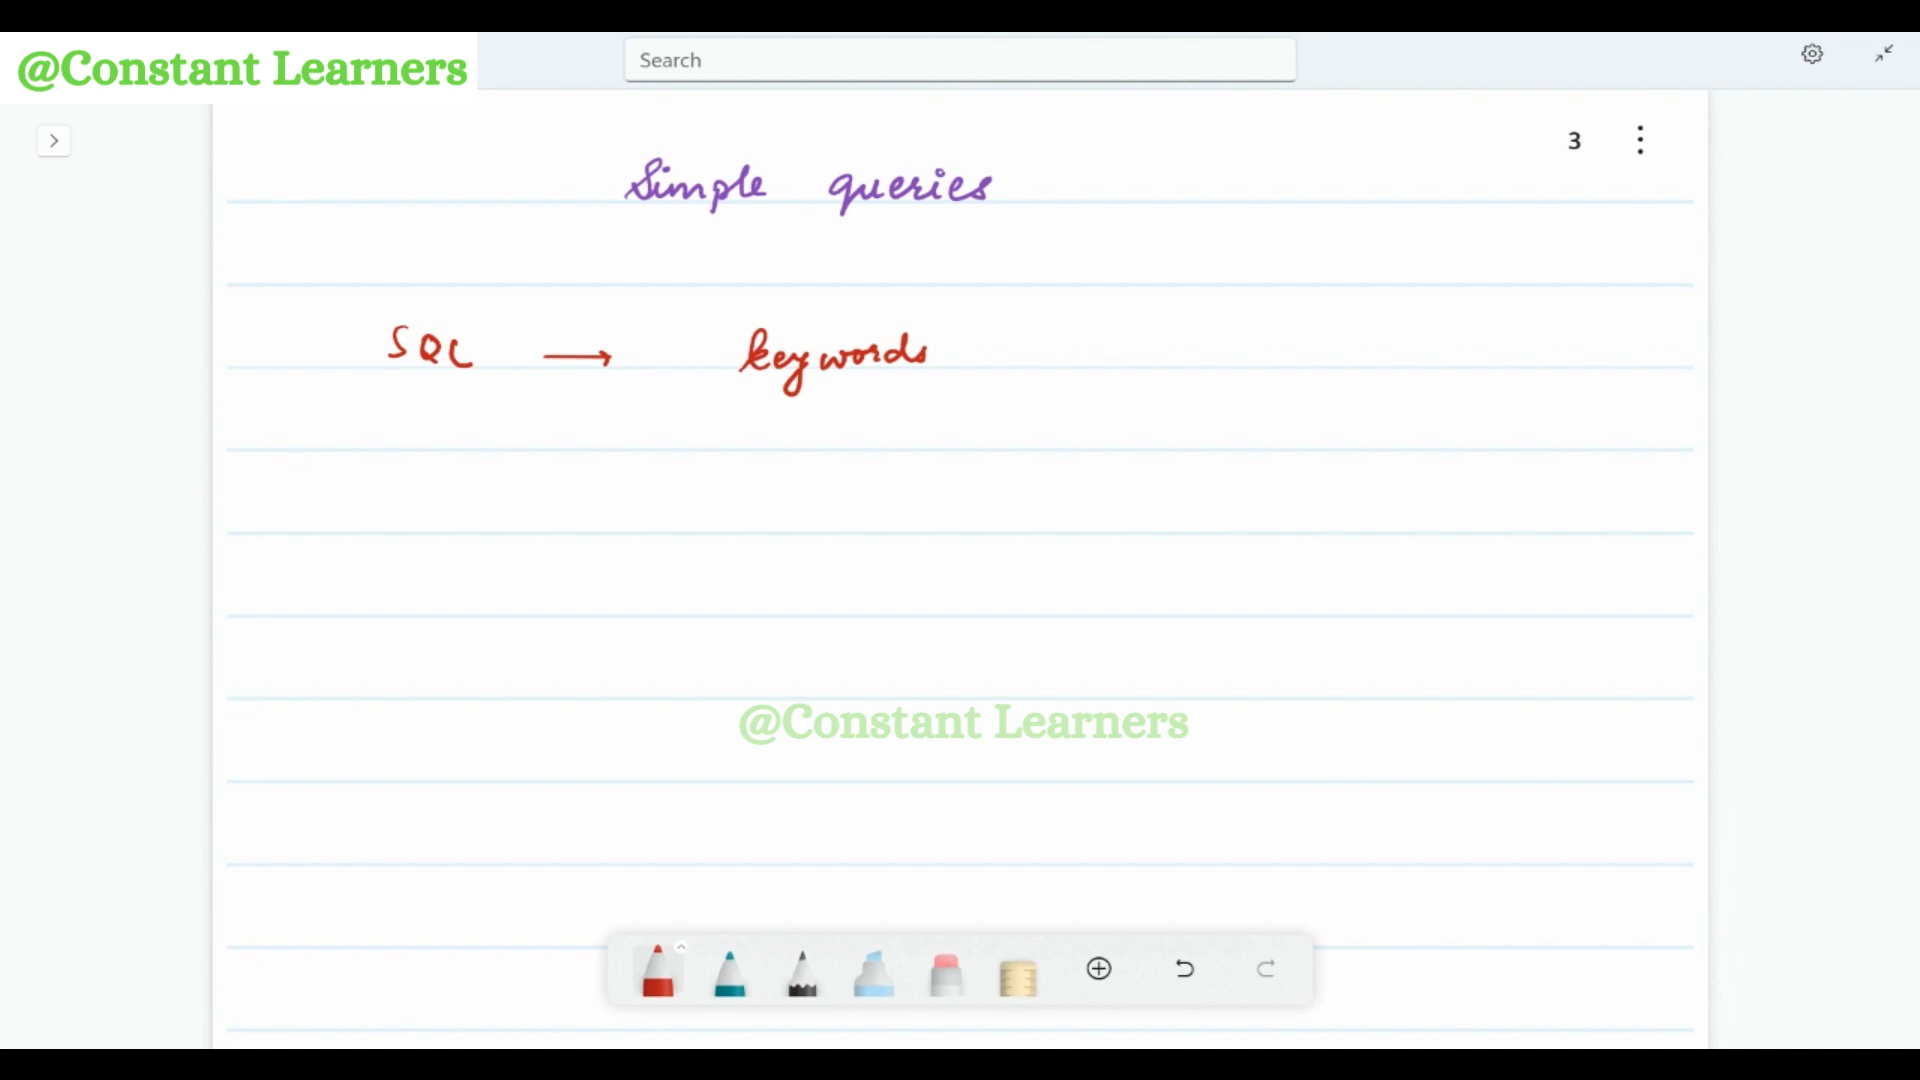 @Constant Learners
Search
3
Simple queries
SQL → keywords
@Constant Learners